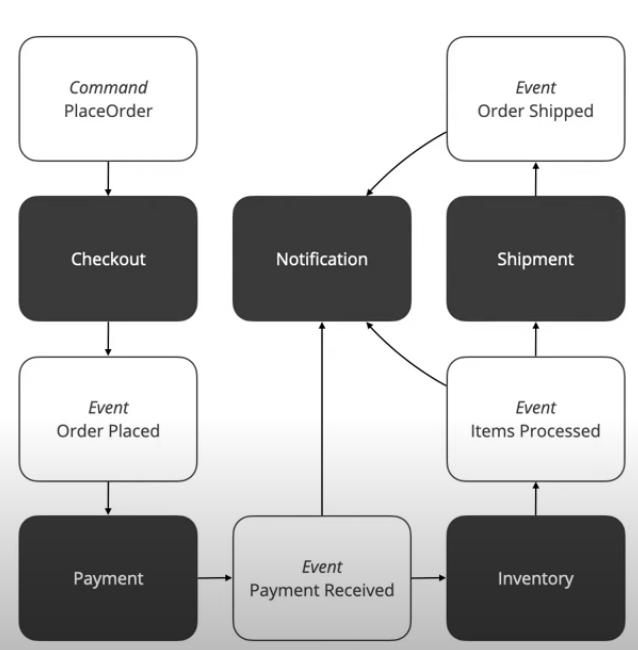 Command
PlaceOrder
Event
Order Shipped
Checkout
Notification
Shipment
Event
Order Placed
Event
Items Processed
Payment
Event
Payment Received
Inventory